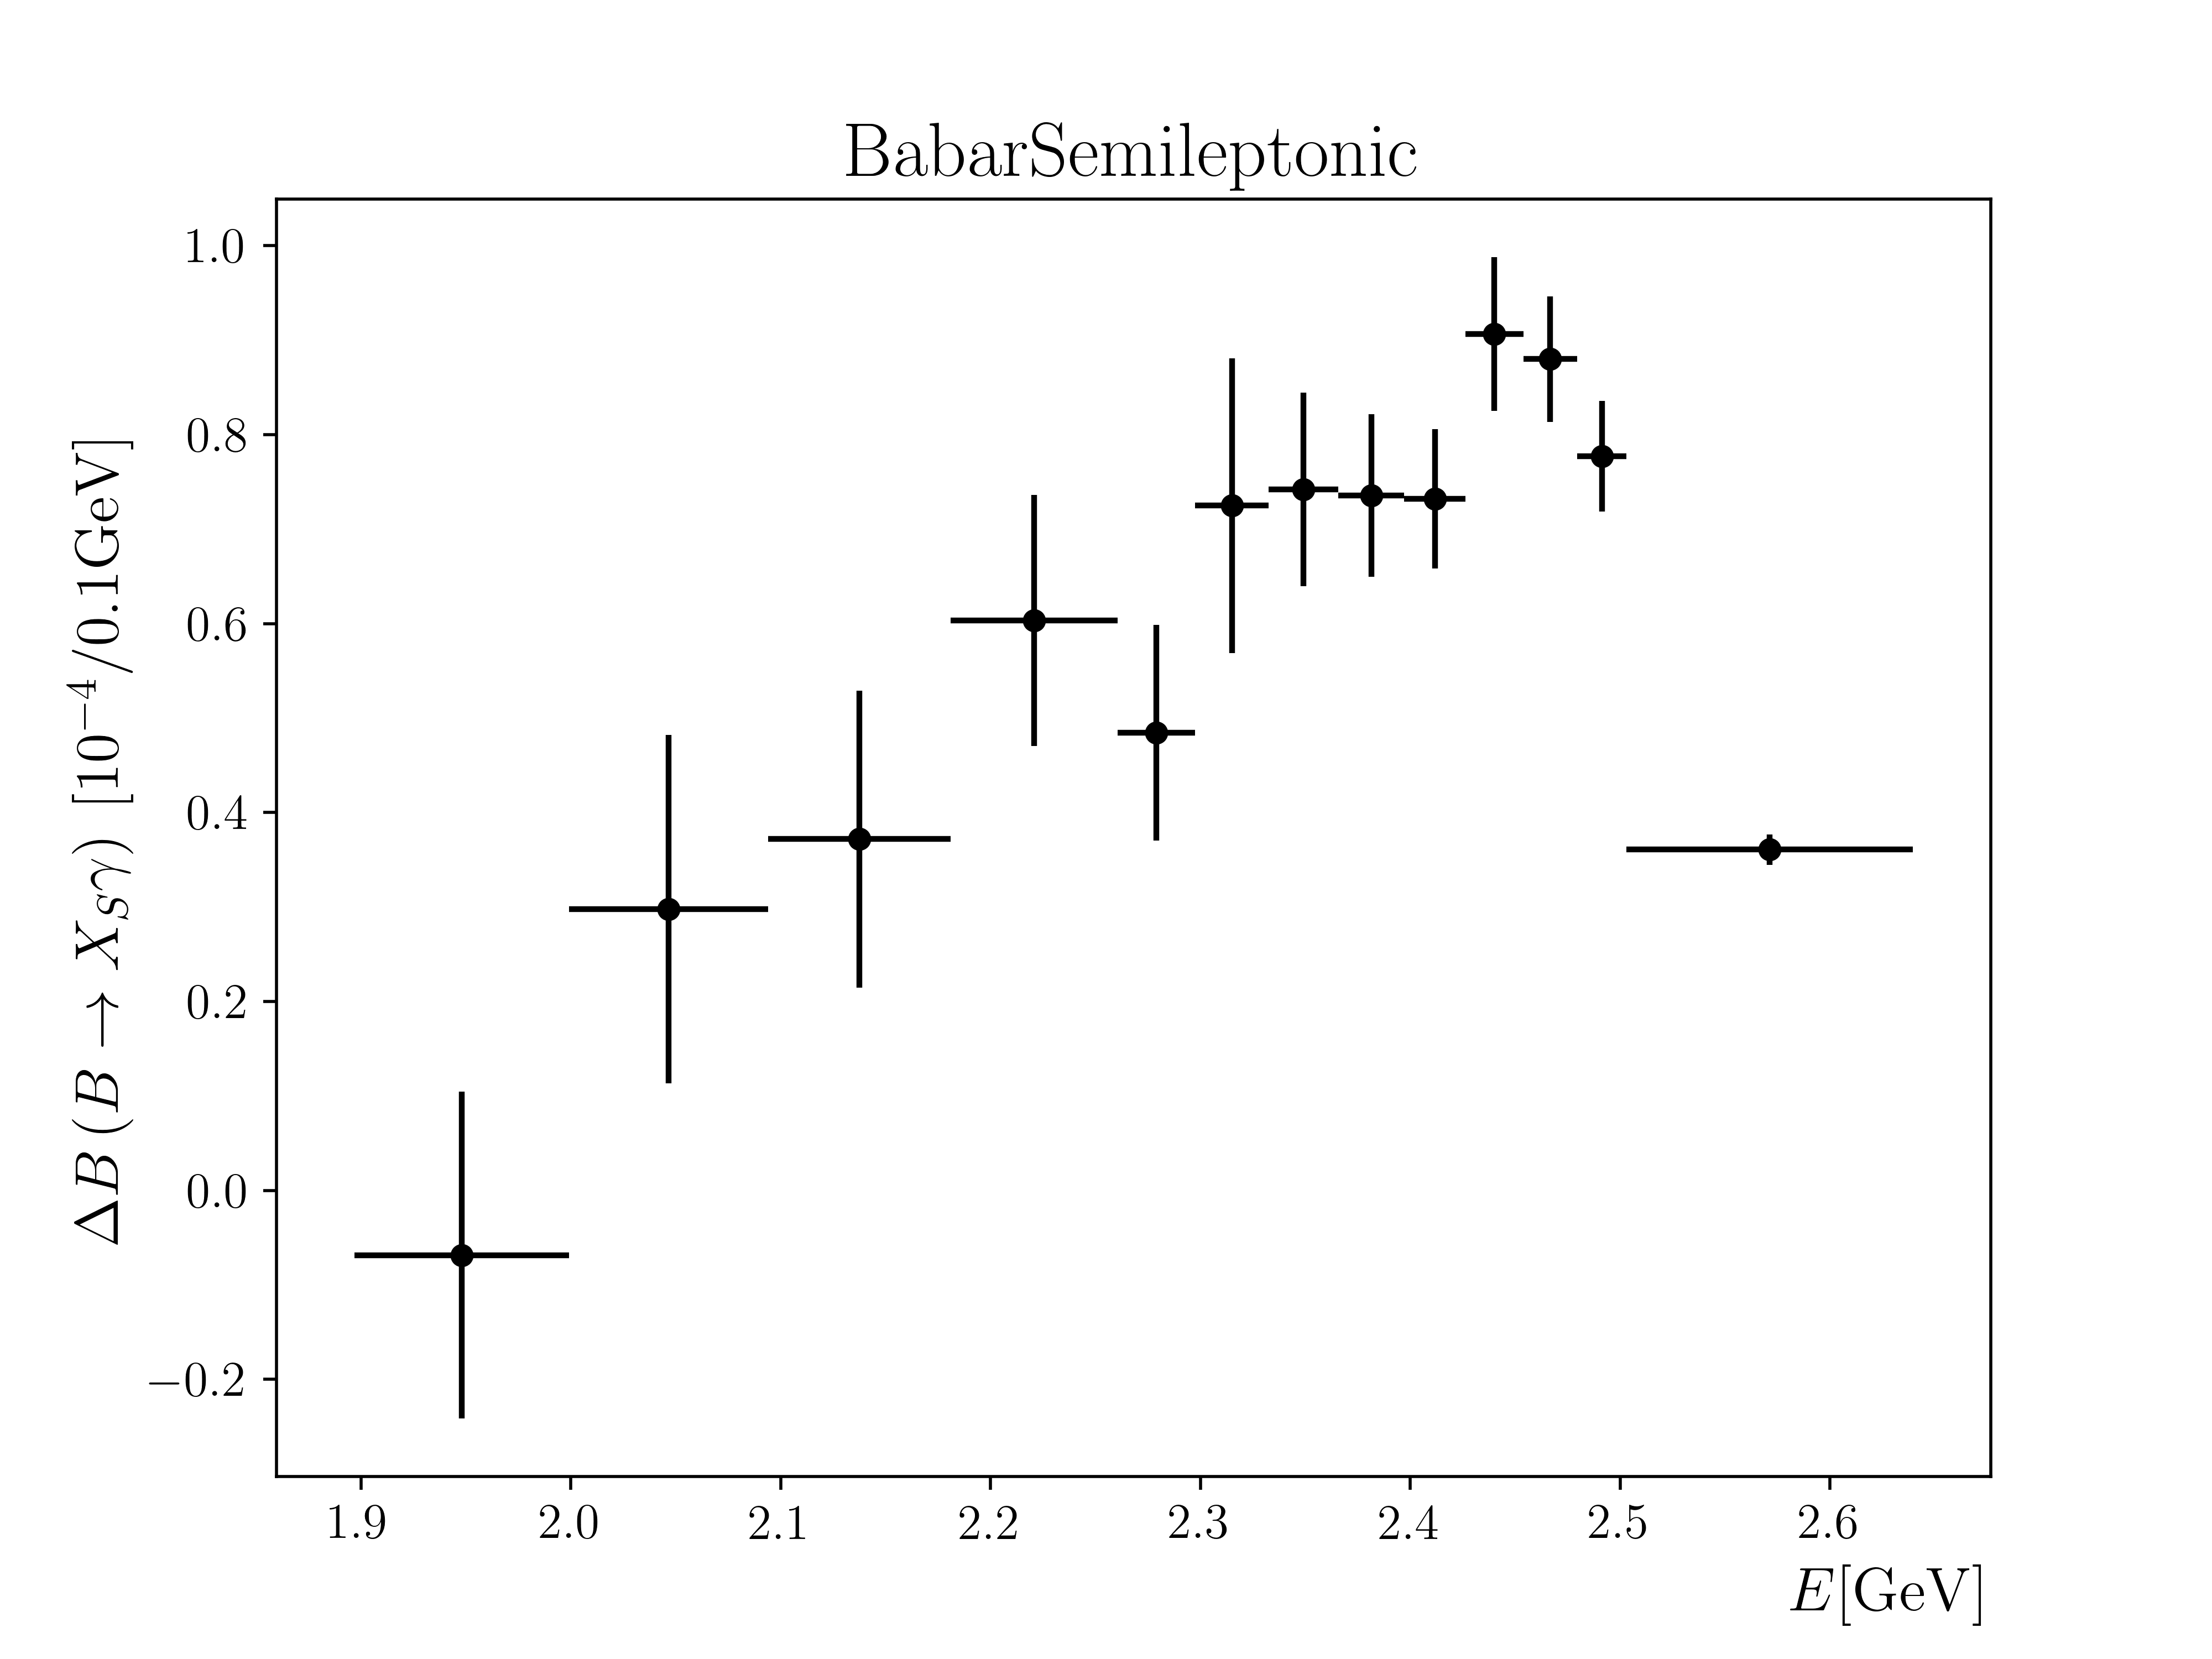 BabarSemileptonic
ΔB (B → X_sγ) [10^{−4}/0.1GeV]
1.0
0.8
0.6
0.4
0.2
0.0
−0.2
1.9 2.0 2.1 2.2 2.3 2.4 2.5 2.6
E[GeV]